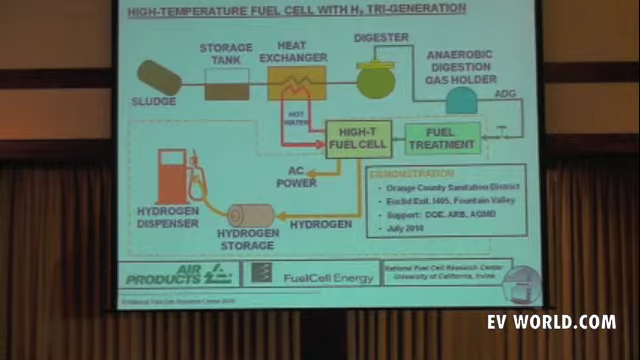 HIGH-TEMPERATURE FUEL CELL WITH H₂ TRI-GENERATION
STORAGE
TANK
HEAT
EXCHANGER
DIGESTER
ANAEROBIC
DIGESTION
GAS HOLDER
SLUDGE
ADG
HOT
WATER
HIGH-T
FUEL CELL
FUEL
TREATMENT
AC
POWER
DEMONSTRATION
• Orange County Sanitation District
• Euclid Exit, I405, Fountain Valley
• Support: DOE, ARB, AQMD
• July 2010
HYDROGEN
DISPENSER
HYDROGEN
STORAGE
HYDROGEN
AIR
PRODUCTS
FuelCell Energy
National Fuel Cell Research Center
University of California, Irvine
EV WORLD.COM